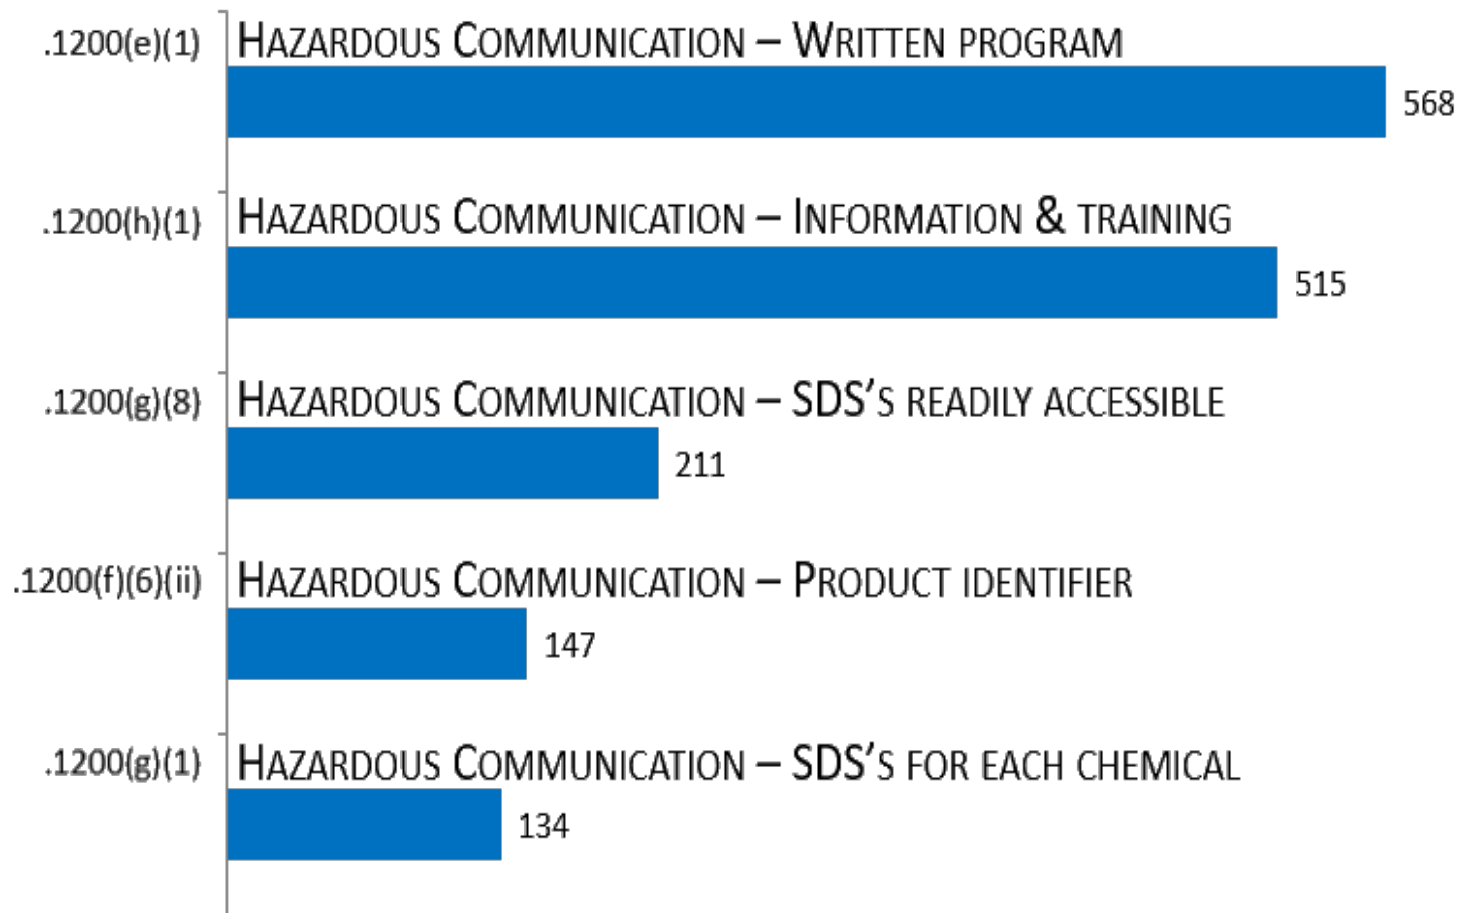 .1200(e)(1) HAZARDOUS COMMUNICATION – WRITTEN PROGRAM
568
.1200(h)(1) HAZARDOUS COMMUNICATION – INFORMATION & TRAINING
515
.1200(g)(8) HAZARDOUS COMMUNICATION – SDS'S READILY ACCESSIBLE
211
.1200(f)(6)(ii) HAZARDOUS COMMUNICATION – PRODUCT IDENTIFIER
147
.1200(g)(1) HAZARDOUS COMMUNICATION – SDS'S FOR EACH CHEMICAL
134